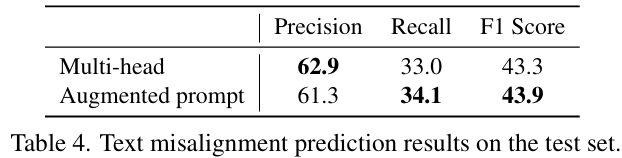 Precision Recall F1 Score
Multi-head 62.9 33.0 43.3
Augmented prompt 61.3 34.1 43.9
Table 4. Text misalignment prediction results on the test set.